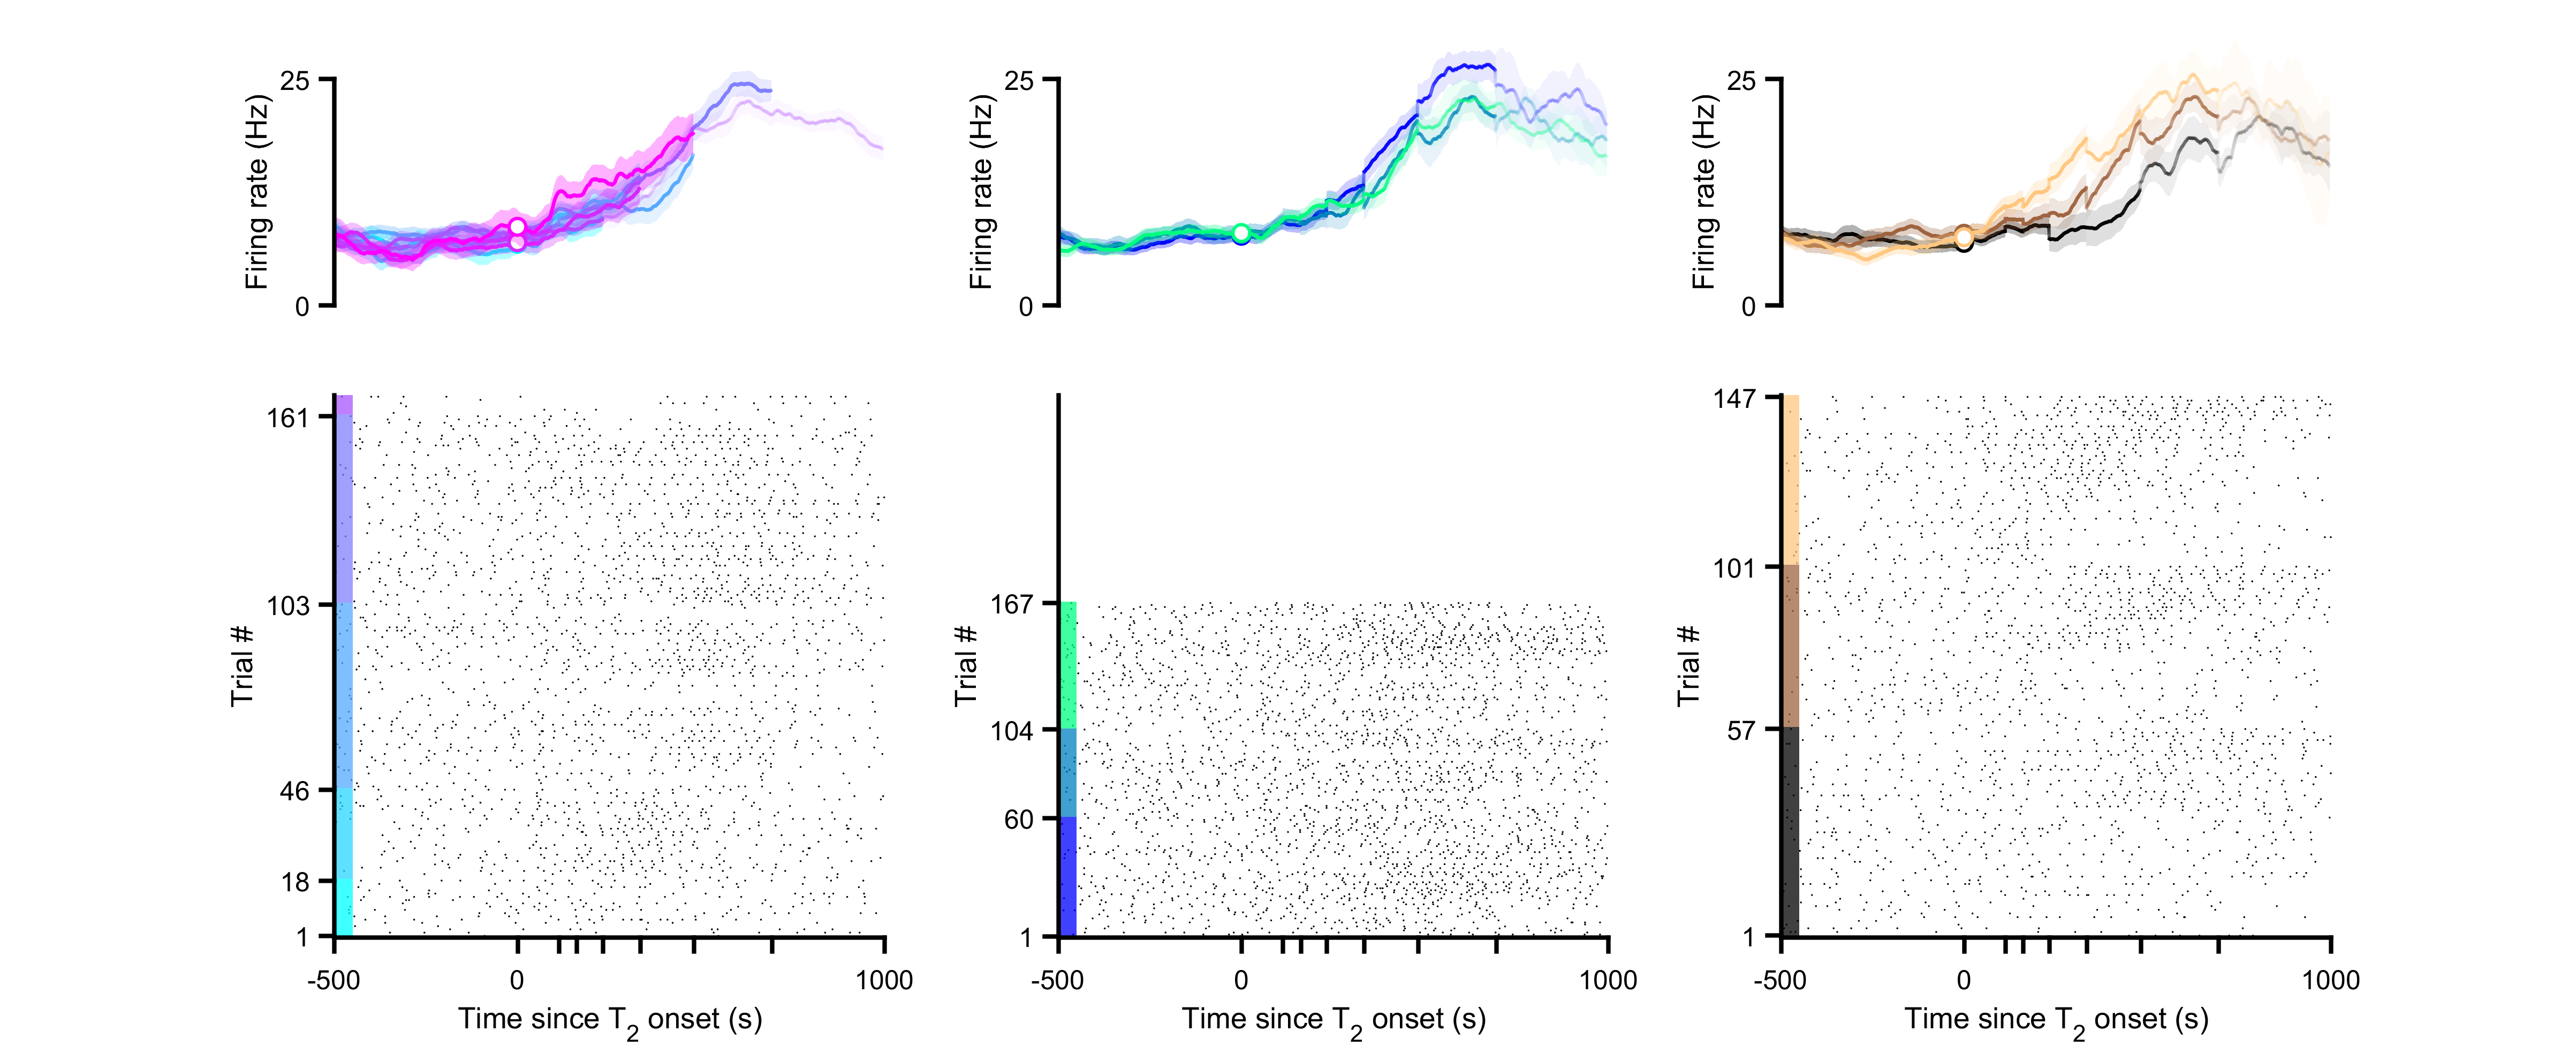 25
Firing rate (Hz)
0
25
Firing rate (Hz)
0
25
Firing rate (Hz)
0
161
103
46
18
1
Trial #
-500 0 1000
Time since T2 onset (s)
167
104
60
1
Trial #
-500 0 1000
Time since T2 onset (s)
147
101
57
1
Trial #
-500 0 1000
Time since T2 onset (s)